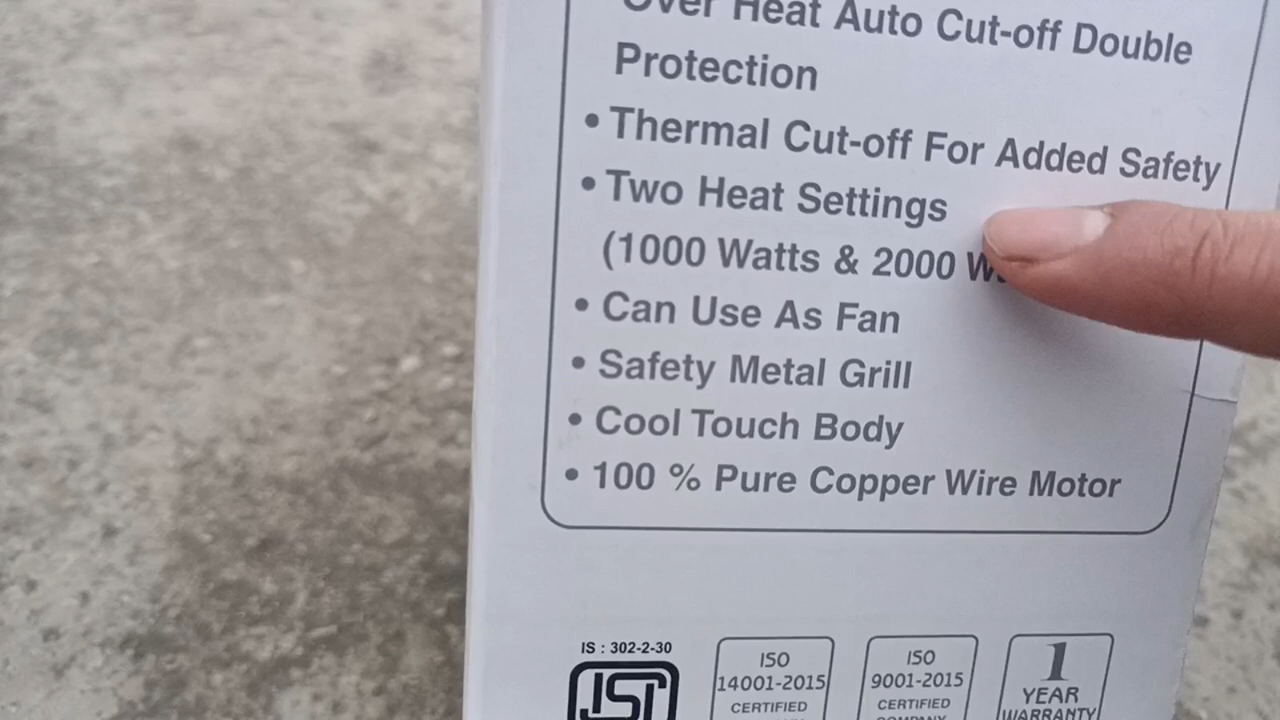 Over Heat Auto Cut-off Double
Protection
• Thermal Cut-off For Added Safety
• Two Heat Settings
(1000 Watts & 2000
• Can Use As Fan
• Safety Metal Grill
• Cool Touch Body
• 100 % Pure Copper Wire Motor
IS : 302-2-30
ISI
ISO
14001-2015
CERTIFIED
ISO
9001-2015
CERTIFIED
1
YEAR
WARRANTY